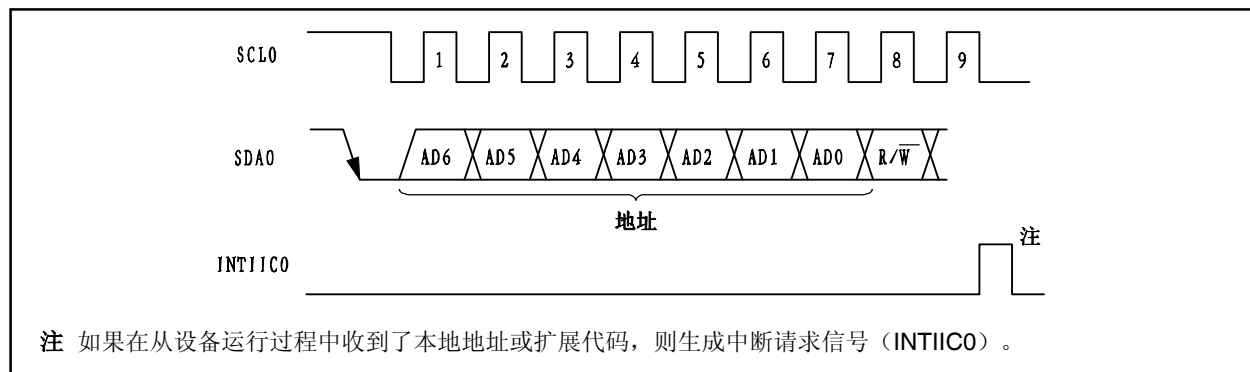 SCL0
1 2 3 4 5 6 7 8 9
SDA0
AD6 AD5 AD4 AD3 AD2 AD1 AD0 R/W̅
地址
注
INTIIC0
注 如果在从设备运行过程中收到了本地地址或扩展代码，则生成中断请求信号（INTIIC0）。